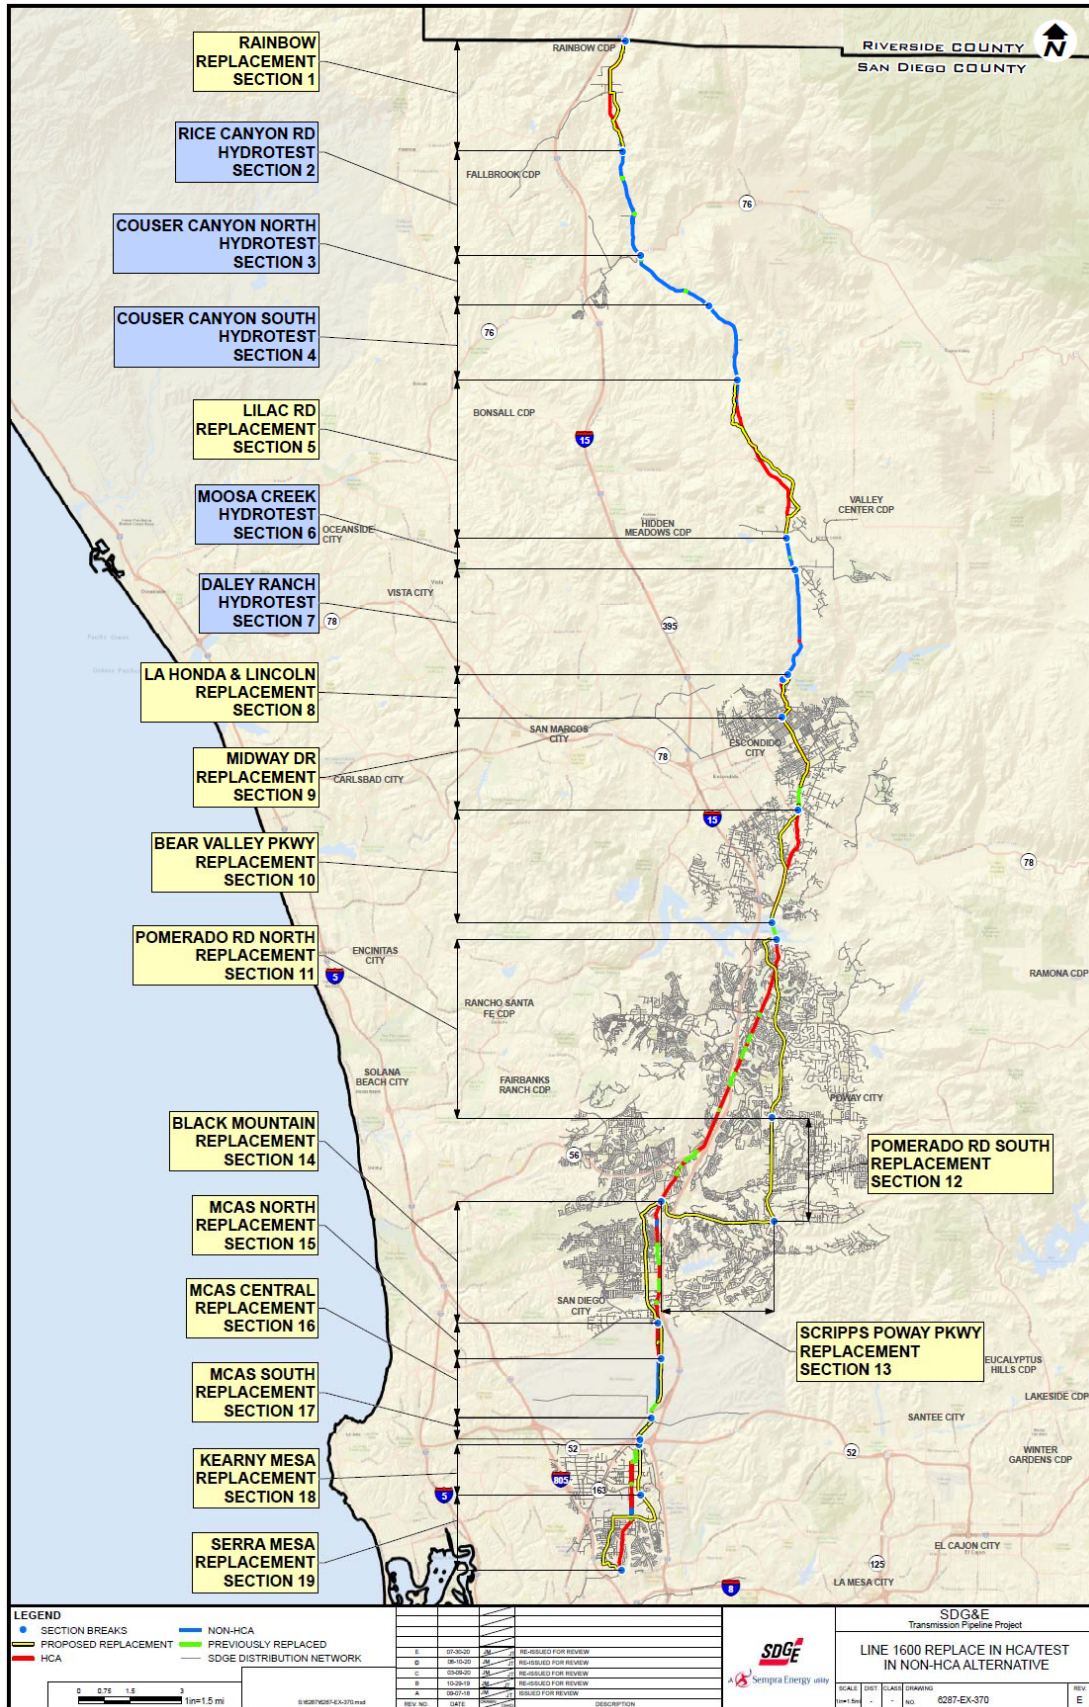 RAINBOW
REPLACEMENT
SECTION 1
RICE CANYON RD
HYDROTEST
SECTION 2
COUSER CANYON NORTH
HYDROTEST
SECTION 3
COUSER CANYON SOUTH
HYDROTEST
SECTION 4
LILAC RD
REPLACEMENT
SECTION 5
MOOSA CREEK
HYDROTEST
SECTION 6
DALEY RANCH
HYDROTEST
SECTION 7
LA HONDA & LINCOLN
REPLACEMENT
SECTION 8
MIDWAY DR
REPLACEMENT
SECTION 9
BEAR VALLEY PKWY
REPLACEMENT
SECTION 10
POMERADO RD NORTH
REPLACEMENT
SECTION 11
BLACK MOUNTAIN
REPLACEMENT
SECTION 14
MCAS NORTH
REPLACEMENT
SECTION 15
MCAS CENTRAL
REPLACEMENT
SECTION 16
MCAS SOUTH
REPLACEMENT
SECTION 17
KEARNY MESA
REPLACEMENT
SECTION 18
SERRA MESA
REPLACEMENT
SECTION 19
POMERADO RD SOUTH
REPLACEMENT
SECTION 12
SCRIPPS POWAY PKWY
REPLACEMENT
SECTION 13
RIVERSIDE COUNTY
SAN DIEGO COUNTY
N
RAINBOW CDP
FALLBROOK CDP
76
76
BONSALL CDP
15
VALLEY
CENTER CDP
HIDDEN
MEADOWS CDP
OCEANSIDE
CITY
VISTA CITY
78
395
SAN MARCOS
CITY
ESCONDIDO
CITY
78
CARLSBAD CITY
15
78
ENCINITAS
CITY
5
RANCHO SANTA
FE CDP
RAMONA CDP
SOLANA
BEACH CITY
FAIRBANKS
RANCH CDP
POWAY CITY
56
SAN DIEGO
CITY
EUCALYPTUS
HILLS CDP
LAKESIDE CDP
SANTEE CITY
52
52
WINTER
GARDENS CDP
805
163
5
EL CAJON CITY
125
LA MESA CITY
8
LEGEND
SECTION BREAKS
PROPOSED REPLACEMENT
HCA
NON-HCA
PREVIOUSLY REPLACED
SDGE DISTRIBUTION NETWORK
0 0.75 1.5 3
1in=1.5 mi
E 07-30-20 RE-ISSUED FOR REVIEW
D 06-10-20 RE-ISSUED FOR REVIEW
C 03-09-20 RE-ISSUED FOR REVIEW
B 10-29-19 RE-ISSUED FOR REVIEW
A 09-07-18 ISSUED FOR REVIEW
REV. NO. DATE DESCRIPTION
SDGE
A Sempra Energy utility
SDG&E
Transmission Pipeline Project
LINE 1600 REPLACE IN HCA/TEST
IN NON-HCA ALTERNATIVE
SCALE DIST CLASS DRAWING REV.
1in=1.5mi - - NO. 6287-EX-370 E